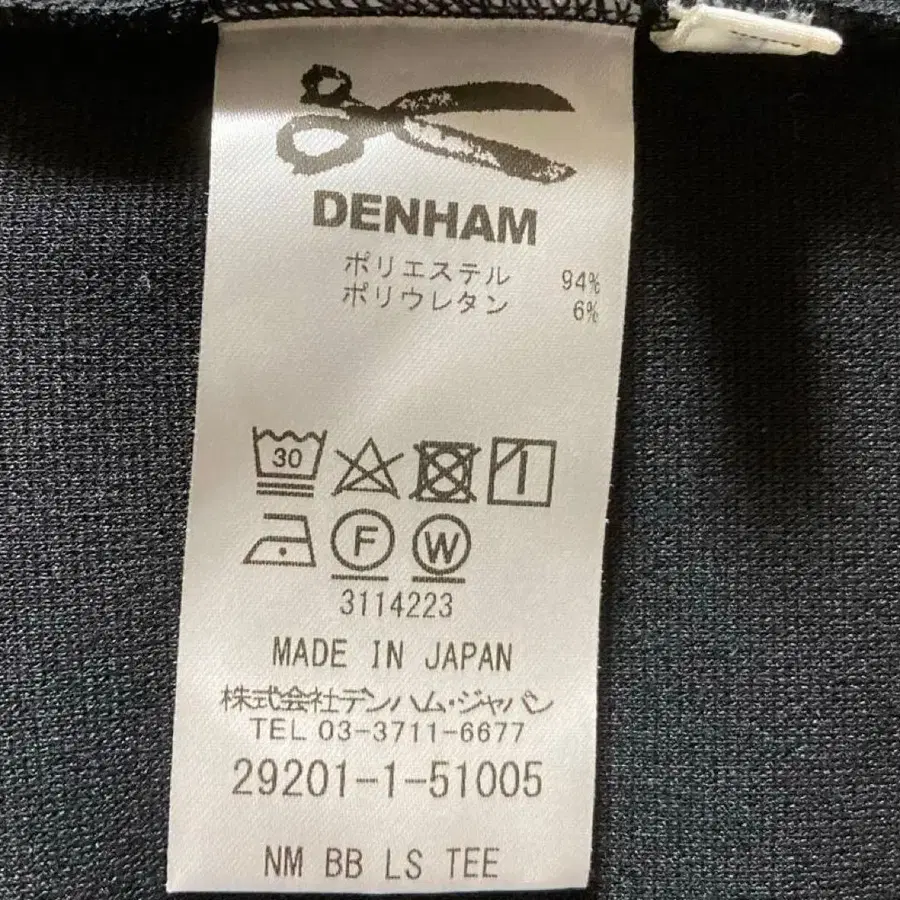 DENHAM
ポリエステル 94%
ポリウレタン 6%
30
F W
3114223
MADE IN JAPAN
株式会社デンハム・ジャパン
TEL 03-3711-6677
29201-1-51005
NM BB LS TEE